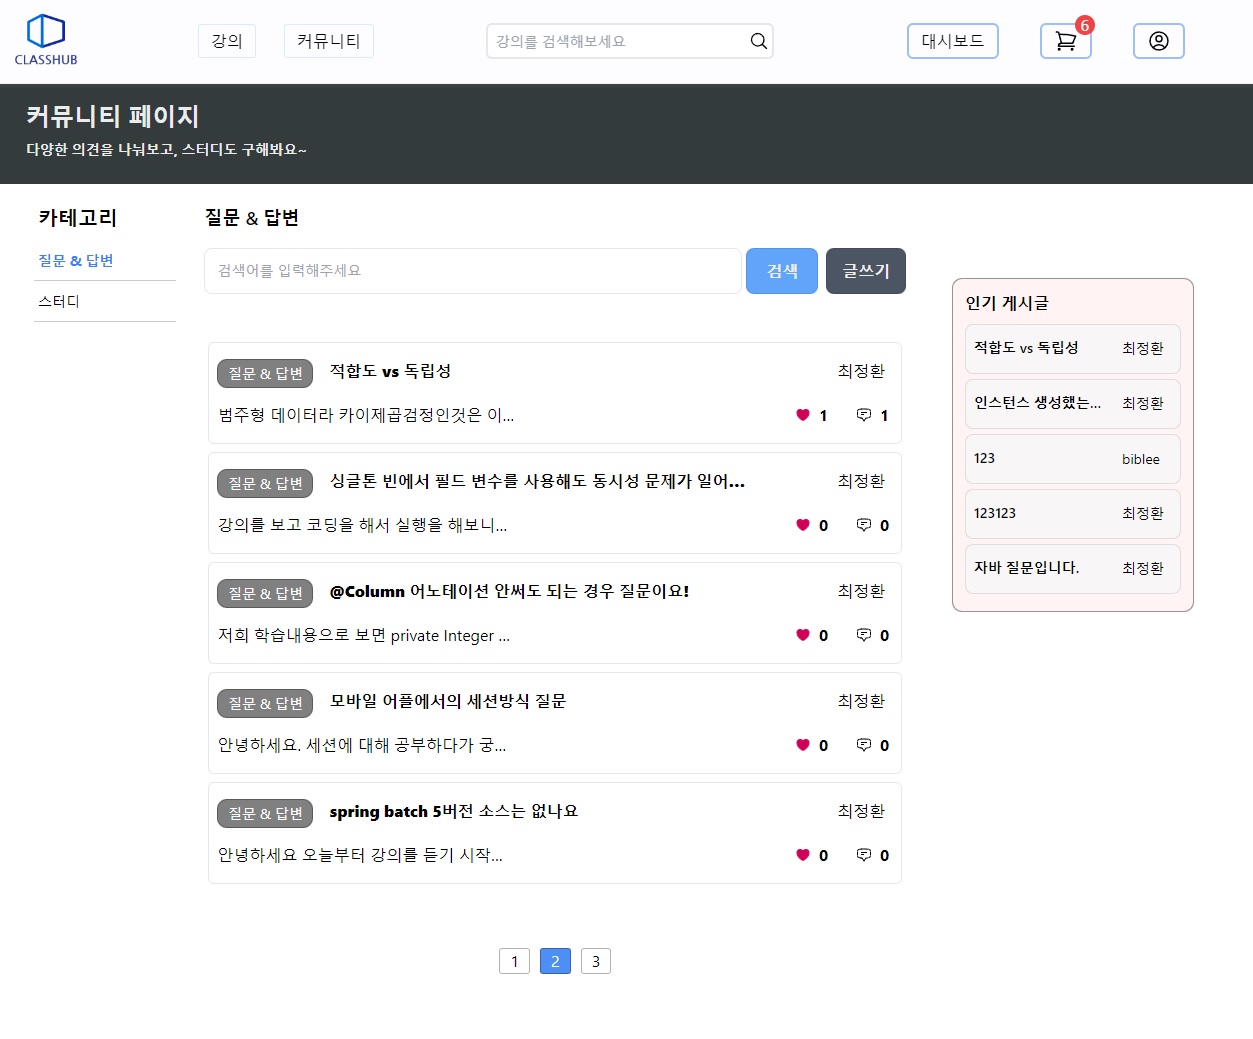 CLASSHUB
강의
커뮤니티
강의를 검색해보세요
대시보드
6
커뮤니티 페이지
다양한 의견을 나눠보고, 스터디도 구해봐요~
카테고리
질문 & 답변
스터디
질문 & 답변
검색어를 입력해주세요
검색
글쓰기
질문 & 답변
적합도 vs 독립성
최정환
범주형 데이터라 카이제곱검정인것은 이...
1
1
질문 & 답변
싱글톤 빈에서 필드 변수를 사용해도 동시성 문제가 일어...
최정환
강의를 보고 코딩을 해서 실행을 해보니...
0
0
질문 & 답변
@Column 어노테이션 안써도 되는 경우 질문이요!
최정환
저희 학습내용으로 보면 private Integer ...
0
0
질문 & 답변
모바일 어플에서의 세션방식 질문
최정환
안녕하세요. 세션에 대해 공부하다가 궁...
0
0
질문 & 답변
spring batch 5버전 소스는 없나요
최정환
안녕하세요 오늘부터 강의를 듣기 시작...
0
0
1
2
3
인기 게시글
적합도 vs 독립성
최정환
인스턴스 생성했는...
최정환
123
biblee
123123
최정환
자바 질문입니다.
최정환